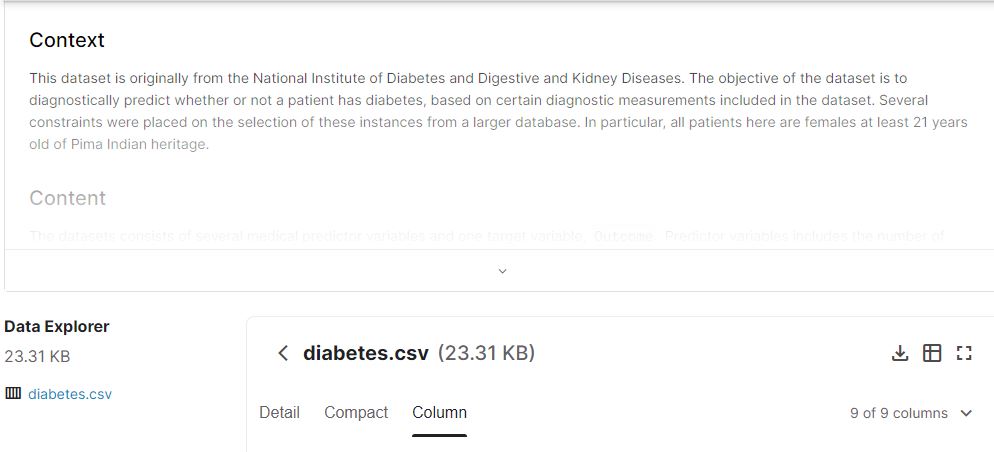 Context
This dataset is originally from the National Institute of Diabetes and Digestive and Kidney Diseases. The objective of the dataset is to
diagnostically predict whether or not a patient has diabetes, based on certain diagnostic measurements included in the dataset. Several
constraints were placed on the selection of these instances from a larger database. In particular, all patients here are females at least 21 years
old of Pima Indian heritage.
Content
The datasets consists of several medical predictor variables and one target variable, Outcome. Predictor variables includes the number of
Data Explorer
23.31 KB
diabetes.csv
diabetes.csv (23.31 KB)
Detail Compact Column
9 of 9 columns